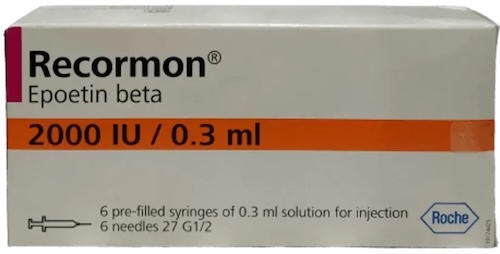 Recormon®
Epoetin beta
2000 IU / 0.3 ml
6 pre-filled syringes of 0.3 ml solution for injection
6 needles 27 G1/2
Roche